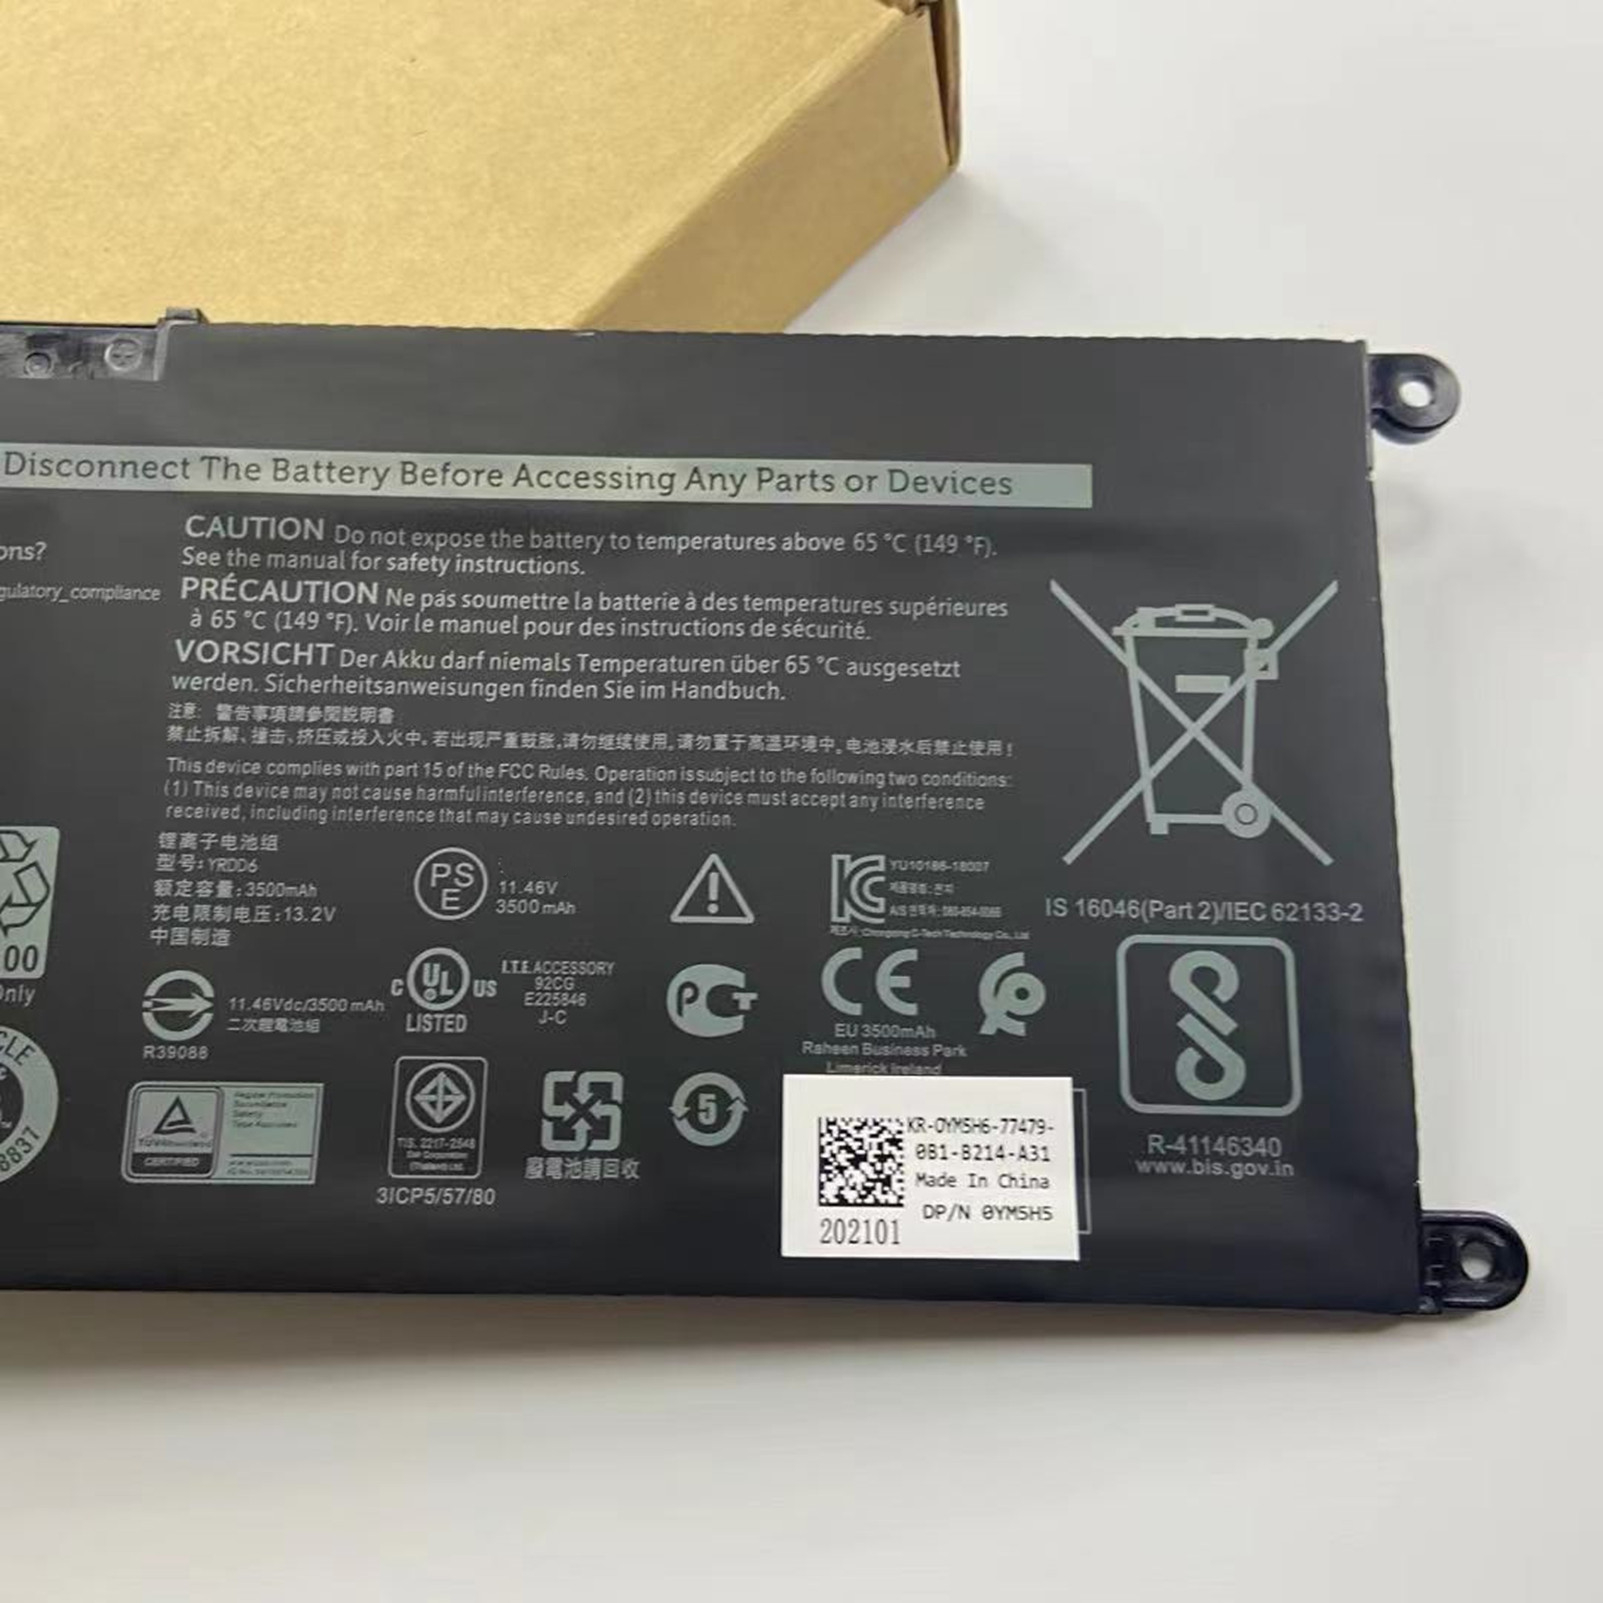 Disconnect The Battery Before Accessing Any Parts or Devices
ons?
gulatory_compliance
CAUTION Do not expose the battery to temperatures above 65 °C (149 °F).
See the manual for safety instructions.
PRÉCAUTION Ne pas soumettre la batterie à des temperatures supérieures
à 65 °C (149 °F). Voir le manuel pour des instructions de sécurité.
VORSICHT Der Akku darf niemals Temperaturen über 65 °C ausgesetzt
werden. Sicherheitsanweisungen finden Sie im Handbuch.
注意: 警告事項請參閱說明書
禁止拆解、撞击、挤压或投入火中。若出现严重鼓胀,请勿继续使用。请勿置于高温环境中。电池浸水后禁止使用!
This device complies with part 15 of the FCC Rules. Operation is subject to the following two conditions:
(1) This device may not cause harmful interference, and (2) this device must accept any interference
received, including interference that may cause undesired operation.
锂离子电池组
型号: YRDD6
额定容量: 3500mAh
充电限制电压: 13.2V
中国制造
PS
E
11.46V
3500 mAh
YU10186-18007
IS 16046(Part 2)/IEC 62133-2
00
Only
11.46Vdc/3500 mAh
二次鋰電池組
R39088
C UL US
LISTED
I.T.E. ACCESSORY
92CG
E225846
J-C
PCT
CE
EU 3500mAh
Raheen Business Park
Limerick Ireland
CLE
8837
CERTIFIED
TIS. 2217-2548
3ICP5/57/80
廢電池請回收
5
KR-0YM5H6-77479-
0B1-B214-A31
Made In China
DP/N 0YM5H5
202101
R-41146340
www.bis.gov.in